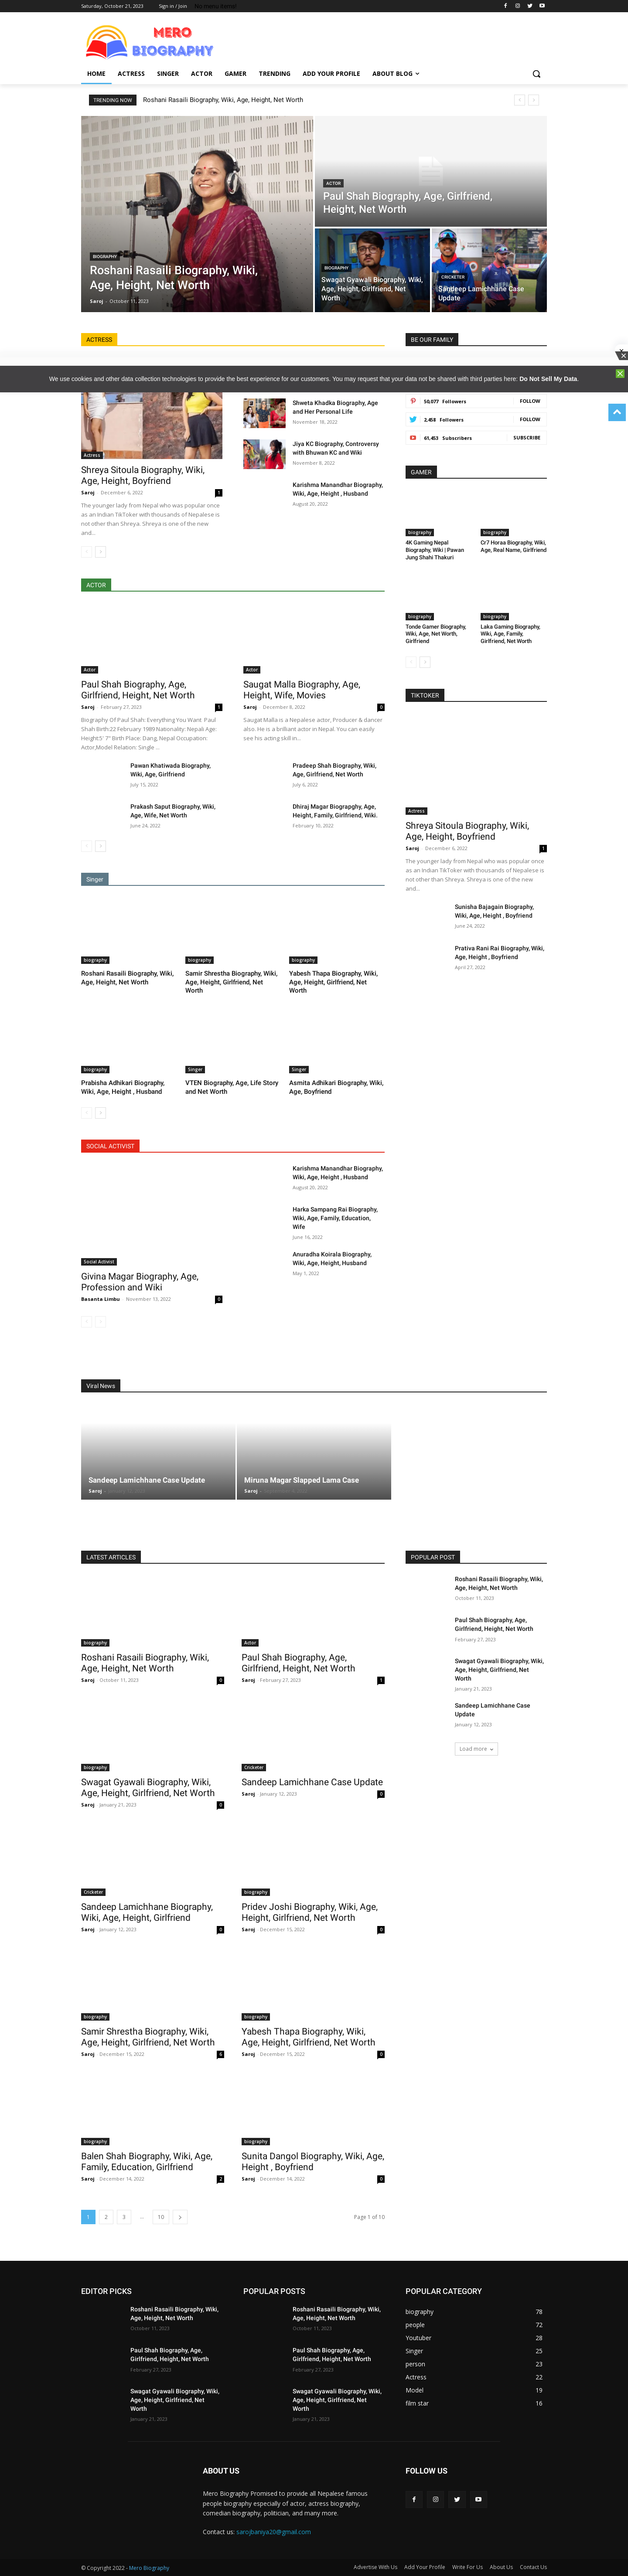 Saturday, October 21, 2023
Sign in / Join
No menu items!
MERO
BIOGRAPHY
HOME
ACTRESS
SINGER
ACTOR
GAMER
TRENDING
ADD YOUR PROFILE
ABOUT BLOG
TRENDING NOW
Roshani Rasaili Biography, Wiki, Age, Height, Net Worth
BIOGRAPHY
Roshani Rasaili Biography, Wiki,
Age, Height, Net Worth
Saroj - October 11, 2023
ACTOR
Paul Shah Biography, Age, Girlfriend,
Height, Net Worth
BIOGRAPHY
Swagat Gyawali Biography, Wiki,
Age, Height, Girlfriend, Net
Worth
CRICKETER
Sandeep Lamichhane Case
Update
ACTRESS
BE OUR FAMILY
We use cookies and other data collection technologies to provide the best experience for our customers. You may request that your data not be shared with third parties here: Do Not Sell My Data.
Actress
Shreya Sitoula Biography, Wiki,
Age, Height, Boyfriend
Saroj - December 6, 2022
1
The younger lady from Nepal who was popular once
as an Indian TikToker with thousands of Nepalese is
not other than Shreya. Shreya is one of the new
and...
Shweta Khadka Biography, Age
and Her Personal Life
November 18, 2022
Jiya KC Biography, Controversy
with Bhuwan KC and Wiki
November 8, 2022
Karishma Manandhar Biography,
Wiki, Age, Height , Husband
August 20, 2022
50,077 Followers
FOLLOW
2,458 Followers
FOLLOW
61,453 Subscribers
SUBSCRIBE
GAMER
biography
4K Gaming Nepal
Biography, Wiki | Pawan
Jung Shahi Thakuri
biography
Cr7 Horaa Biography, Wiki,
Age, Real Name, Girlfriend
biography
Tonde Gamer Biography,
Wiki, Age, Net Worth,
Girlfriend
biography
Laka Gaming Biography,
Wiki, Age, Family,
Girlfriend, Net Worth
ACTOR
Actor
Paul Shah Biography, Age,
Girlfriend, Height, Net Worth
Saroj - February 27, 2023
1
Biography Of Paul Shah: Everything You Want Paul
Shah.Birth:22 February 1989 Nationality: Nepali Age:
Height:5' 7" Birth Place: Dang, Nepal Occupation:
Actor,Model Relation: Single ...
Actor
Saugat Malla Biography, Age,
Height, Wife, Movies
Saroj - December 8, 2022
0
Saugat Malla is a Nepalese actor, Producer & dancer
also. He is a brilliant actor in Nepal. You can easily
see his acting skill in...
Pawan Khatiwada Biography,
Wiki, Age, Girlfriend
July 15, 2022
Pradeep Shah Biography, Wiki,
Age, Girlfriend, Net Worth
July 6, 2022
Prakash Saput Biography, Wiki,
Age, Wife, Net Worth
June 24, 2022
Dhiraj Magar Biograpghy, Age,
Height, Family, Girlfriend, Wiki.
February 10, 2022
TIKTOKER
Actress
Shreya Sitoula Biography, Wiki,
Age, Height, Boyfriend
Saroj - December 6, 2022
1
The younger lady from Nepal who was popular once
as an Indian TikToker with thousands of Nepalese is
not other than Shreya. Shreya is one of the new
and...
Sunisha Bajagain Biography,
Wiki, Age, Height , Boyfriend
June 24, 2022
Prativa Rani Rai Biography, Wiki,
Age, Height , Boyfriend
April 27, 2022
Singer
biography
Roshani Rasaili Biography, Wiki,
Age, Height, Net Worth
biography
Samir Shrestha Biography, Wiki,
Age, Height, Girlfriend, Net
Worth
biography
Yabesh Thapa Biography, Wiki,
Age, Height, Girlfriend, Net
Worth
biography
Prabisha Adhikari Biography,
Wiki, Age, Height , Husband
Singer
VTEN Biography, Age, Life Story
and Net Worth
Singer
Asmita Adhikari Biography, Wiki,
Age, Boyfriend
SOCIAL ACTIVIST
Social Activist
Givina Magar Biography, Age,
Profession and Wiki
Basanta Limbu - November 13, 2022
0
Karishma Manandhar Biography,
Wiki, Age, Height , Husband
August 20, 2022
Harka Sampang Rai Biography,
Wiki, Age, Family, Education,
Wife
June 16, 2022
Anuradha Koirala Biography,
Wiki, Age, Height, Husband
May 1, 2022
Viral News
Sandeep Lamichhane Case Update
Saroj -
Miruna Magar Slapped Lama Case
Saroj -
LATEST ARTICLES
biography
Roshani Rasaili Biography, Wiki,
Age, Height, Net Worth
Saroj - October 11, 2023
0
Actor
Paul Shah Biography, Age,
Girlfriend, Height, Net Worth
Saroj - February 27, 2023
1
biography
Swagat Gyawali Biography, Wiki,
Age, Height, Girlfriend, Net Worth
Saroj - January 21, 2023
0
Cricketer
Sandeep Lamichhane Case Update
Saroj - January 12, 2023
0
Cricketer
Sandeep Lamichhane Biography,
Wiki, Age, Height, Girlfriend
Saroj - January 12, 2023
0
biography
Pridev Joshi Biography, Wiki, Age,
Height, Girlfriend, Net Worth
Saroj - December 15, 2022
0
biography
Samir Shrestha Biography, Wiki,
Age, Height, Girlfriend, Net Worth
Saroj - December 15, 2022
6
biography
Yabesh Thapa Biography, Wiki,
Age, Height, Girlfriend, Net Worth
Saroj - December 15, 2022
0
biography
Balen Shah Biography, Wiki, Age,
Family, Education, Girlfriend
Saroj - December 14, 2022
2
biography
Sunita Dangol Biography, Wiki, Age,
Height , Boyfriend
Saroj - December 14, 2022
0
1 2 3 ... 10
Page 1 of 10
POPULAR POST
Roshani Rasaili Biography, Wiki,
Age, Height, Net Worth
October 11, 2023
Paul Shah Biography, Age,
Girlfriend, Height, Net Worth
February 27, 2023
Swagat Gyawali Biography, Wiki,
Age, Height, Girlfriend, Net
Worth
January 21, 2023
Sandeep Lamichhane Case
Update
January 12, 2023
Load more
EDITOR PICKS
Roshani Rasaili Biography, Wiki,
Age, Height, Net Worth
October 11, 2023
Paul Shah Biography, Age,
Girlfriend, Height, Net Worth
February 27, 2023
Swagat Gyawali Biography, Wiki,
Age, Height, Girlfriend, Net
Worth
January 21, 2023
POPULAR POSTS
Roshani Rasaili Biography, Wiki,
Age, Height, Net Worth
October 11, 2023
Paul Shah Biography, Age,
Girlfriend, Height, Net Worth
February 27, 2023
Swagat Gyawali Biography, Wiki,
Age, Height, Girlfriend, Net
Worth
January 21, 2023
POPULAR CATEGORY
biography 78
people 72
Youtuber 28
Singer 25
person 23
Actress 22
Model 19
film star 16
ABOUT US
Mero Biography Promised to provide all Nepalese famous
people biography especially of actor, actress biography,
comedian biography, politician, and many more.
Contact us: sarojbaniya20@gmail.com
FOLLOW US
© Copyright 2022 - Mero Biography
Advertise With Us
Add Your Profile
Write For Us
About Us
Contact Us